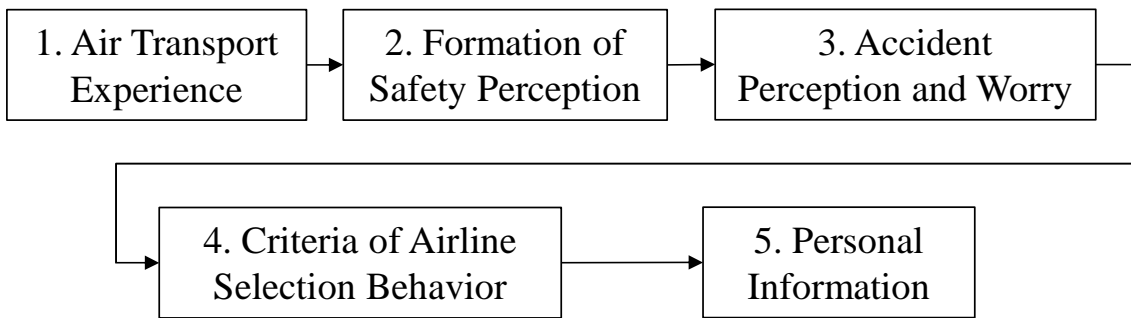 1. Air Transport
Experience
2. Formation of
Safety Perception
3. Accident
Perception and Worry
4. Criteria of Airline
Selection Behavior
5. Personal
Information